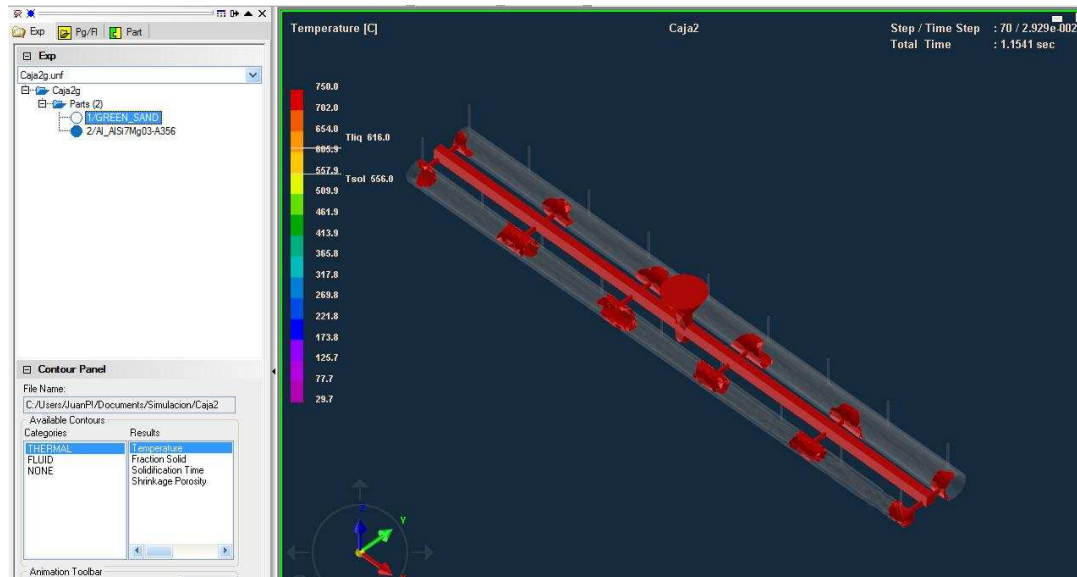 Exp Pg/Fl Part
Exp
Caja2g.unf
Caja2g
Parts (2)
1/GREEN_SAND
2/Al_AlSi7Mg03-A356
Contour Panel
File Name:
C:/Users/JuanPl/Documents/Simulacion/Caja2
Available Contours
Categories Results
THERMAL
FLUID
NONE
Temperature
Fraction Solid
Solidification Time
Shrinkage Porosity
Animation Toolbar
Temperature [C]
Caja2
Step / Time Step : 70 / 2.929e-002
Total Time : 1.1541 sec
750.0
702.0
654.0
Tliq 616.0
605.9
557.9
Tsol 556.0
509.9
461.9
413.9
365.8
317.8
269.8
221.8
173.8
125.7
77.7
29.7
Z
Y